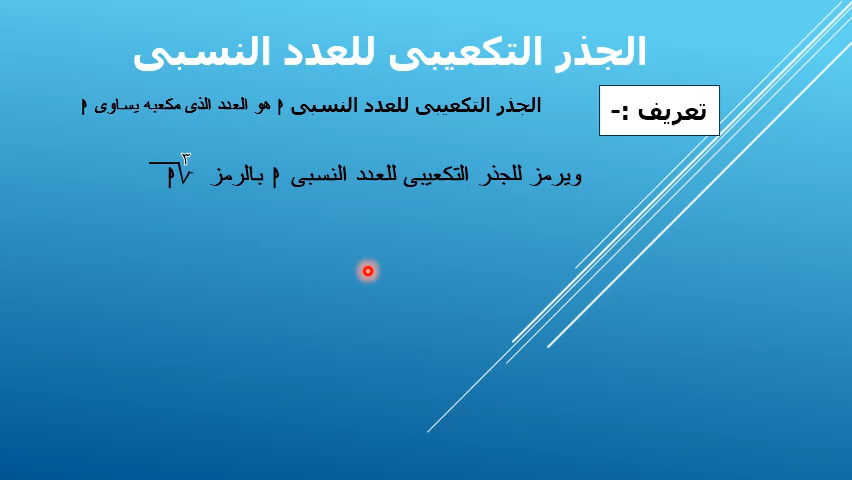 الجذر التكعيبى للعدد النسبى
تعريف :-
الجذر التكعيبى للعدد النسبى م هو العدد الذى مكعبه يساوى م
ويرمز للجذر التكعيبى للعدد النسبى م بالرمز ٣√م